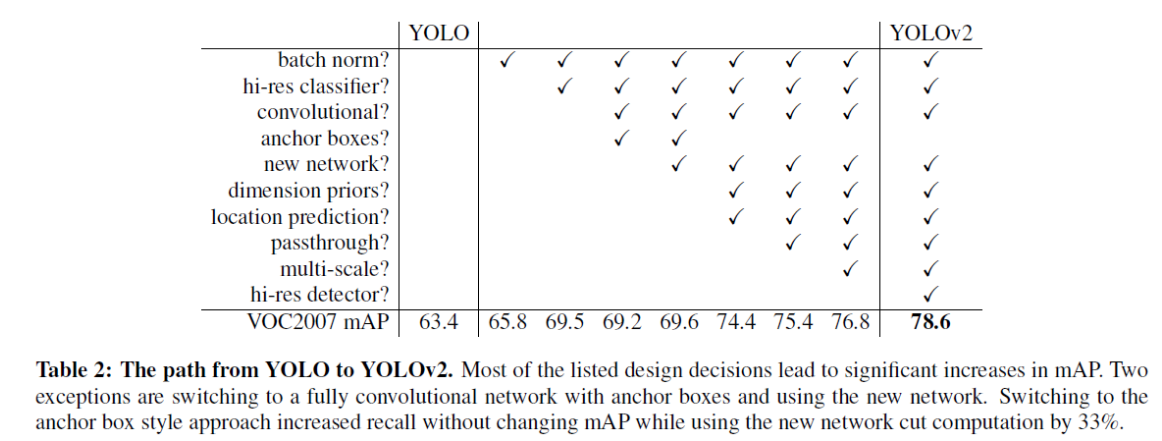 YOLO YOLOv2
batch norm? ✓ ✓ ✓ ✓ ✓ ✓ ✓ ✓
hi-res classifier? ✓ ✓ ✓ ✓ ✓ ✓ ✓
convolutional? ✓ ✓ ✓ ✓ ✓ ✓
anchor boxes? ✓ ✓
new network? ✓ ✓ ✓ ✓ ✓
dimension priors? ✓ ✓ ✓ ✓
location prediction? ✓ ✓ ✓ ✓
passthrough? ✓ ✓ ✓
multi-scale? ✓ ✓
hi-res detector? ✓
VOC2007 mAP 63.4 65.8 69.5 69.2 69.6 74.4 75.4 76.8 78.6
Table 2: The path from YOLO to YOLOv2. Most of the listed design decisions lead to significant increases in mAP. Two
exceptions are switching to a fully convolutional network with anchor boxes and using the new network. Switching to the
anchor box style approach increased recall without changing mAP while using the new network cut computation by 33%.